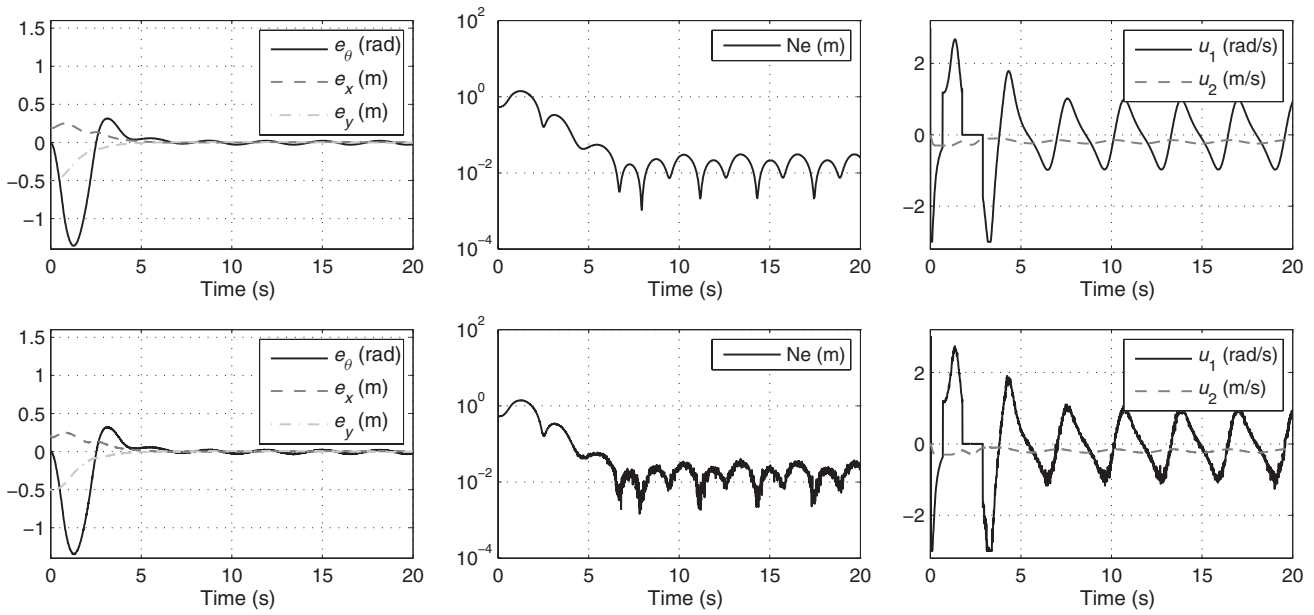 1.5
1
0.5
0
−0.5
−1
0 5 10 15 20
Time (s)
e_θ (rad)
e_x (m)
e_y (m)
10^2
10^0
10^−2
10^−4
0 5 10 15 20
Time (s)
Ne (m)
2
0
−2
0 5 10 15 20
Time (s)
u_1 (rad/s)
u_2 (m/s)
1.5
1
0.5
0
−0.5
−1
0 5 10 15 20
Time (s)
e_θ (rad)
e_x (m)
e_y (m)
10^2
10^0
10^−2
10^−4
0 5 10 15 20
Time (s)
Ne (m)
2
0
−2
0 5 10 15 20
Time (s)
u_1 (rad/s)
u_2 (m/s)